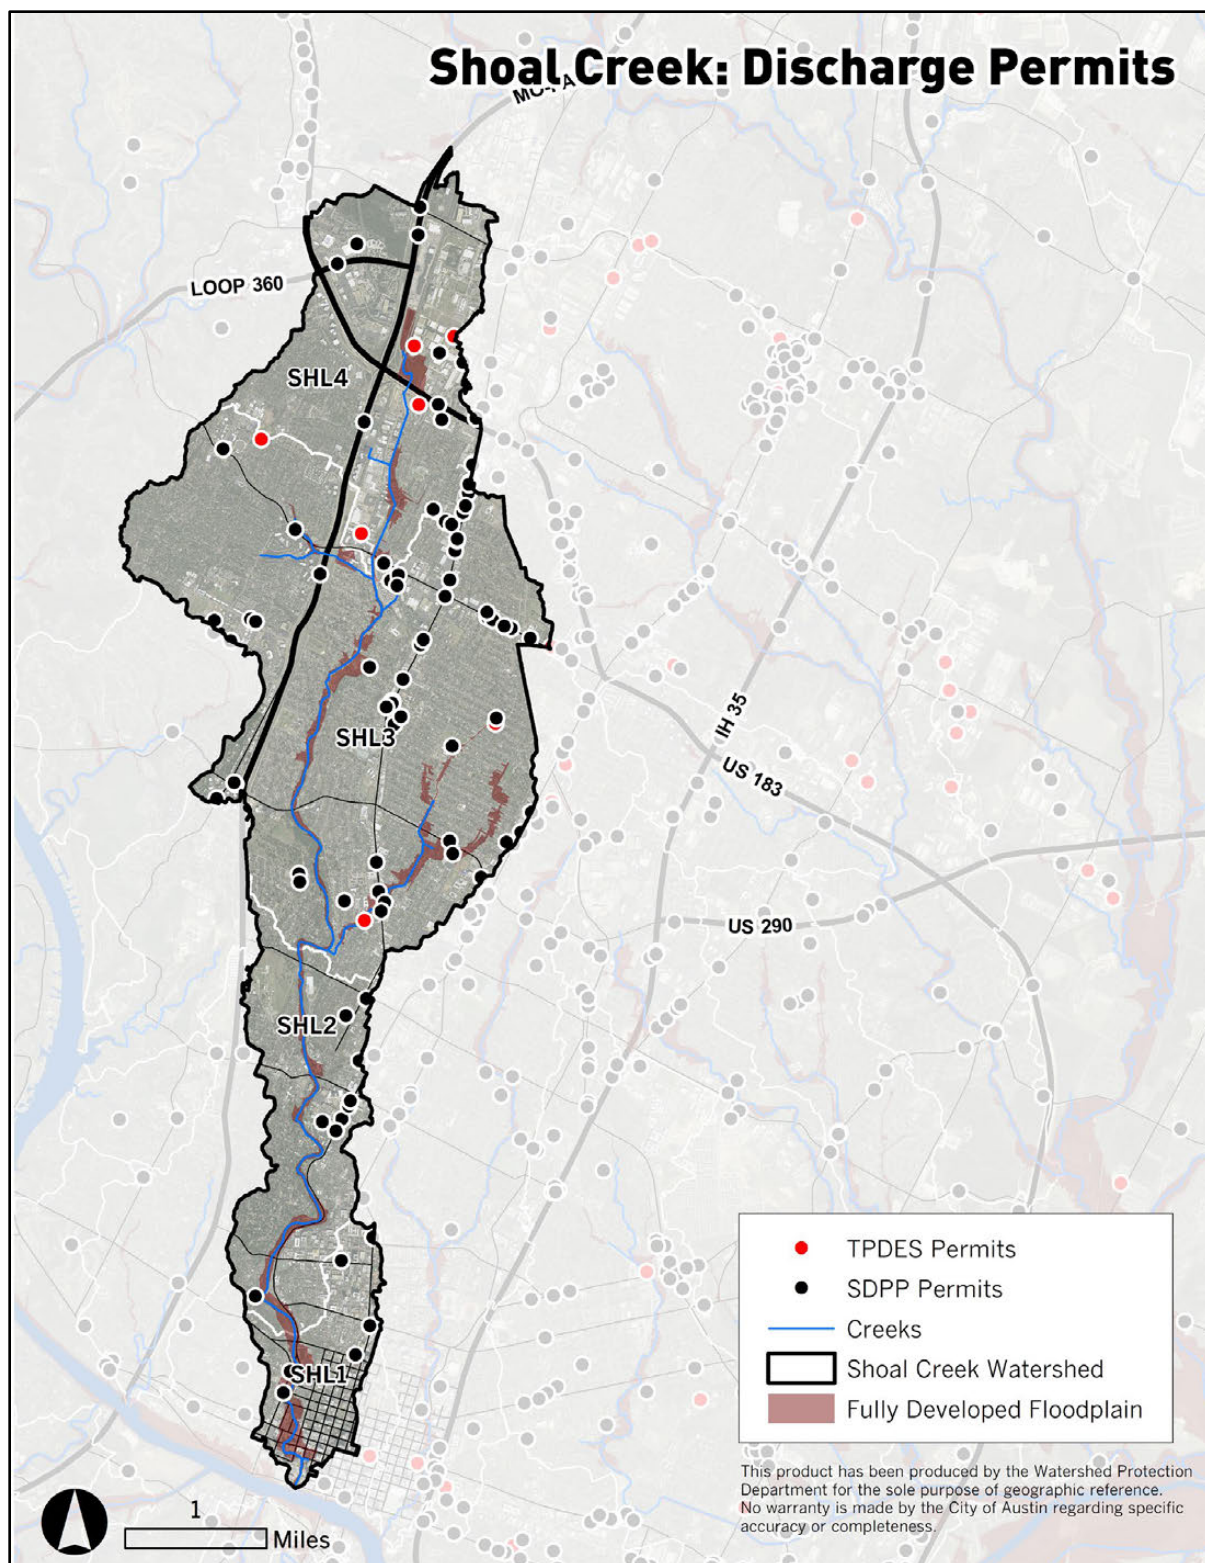 Shoal Creek: Discharge Permits
LOOP 360
SHL4
SHL3
IH 35
US 183
US 290
SHL2
SHL1
TPDES Permits
SDPP Permits
Creeks
Shoal Creek Watershed
Fully Developed Floodplain
This product has been produced by the Watershed Protection
Department for the sole purpose of geographic reference.
No warranty is made by the City of Austin regarding specific
accuracy or completeness.
1
Miles